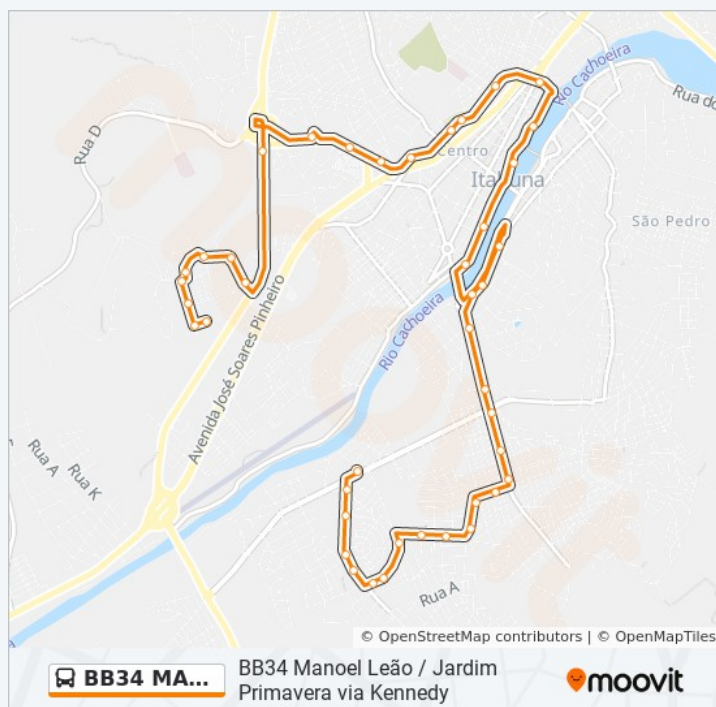 Rio Cachoeira
Rua do
Rua D
Centro
Itabuna
São Pedro
Avenida José Soares Pinheiro
Rio Cachoeira
Rua A
Rua K
Rua A
© OpenStreetMap contributors | © OpenMapTiles
BB34 MA...
BB34 Manoel Leão / Jardim
Primavera via Kennedy
moovit